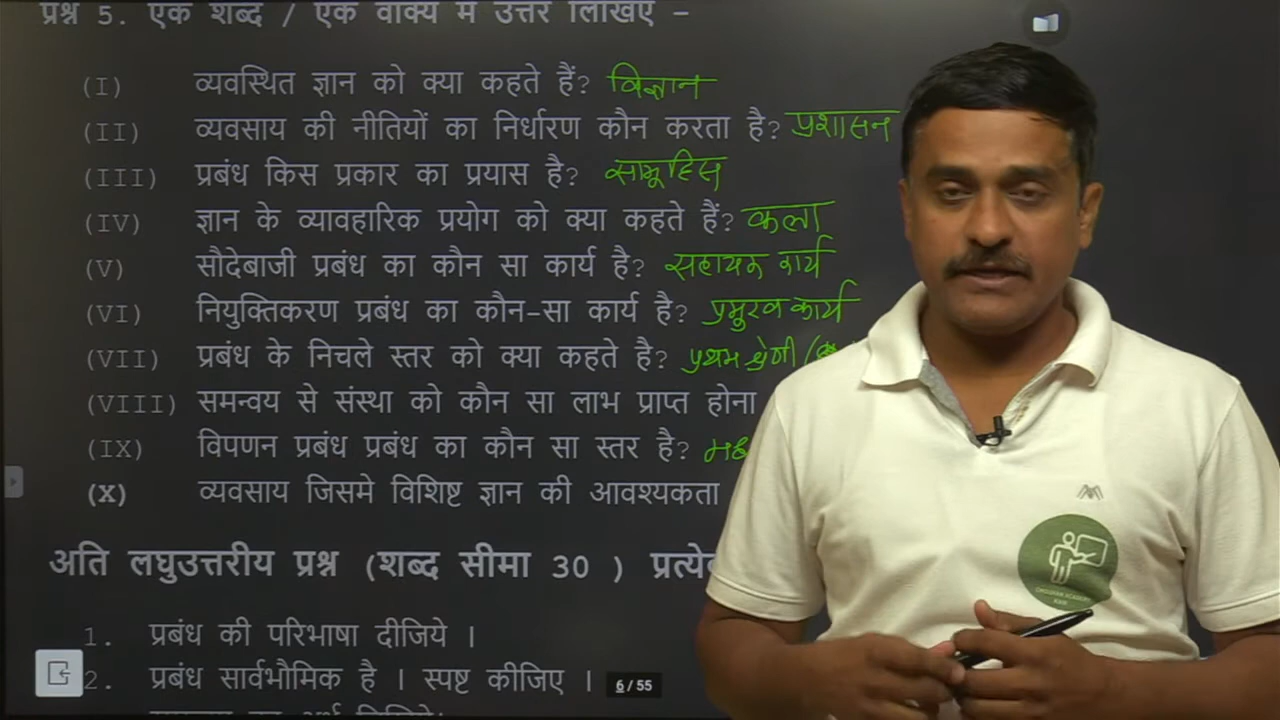 प्रश्न 5. एक शब्द / एक वाक्य में उत्तर लिखिए -
(I) व्यवस्थित ज्ञान को क्या कहते हैं? विज्ञान
(II) व्यवसाय की नीतियों का निर्धारण कौन करता है? प्रशासन
(III) प्रबंध किस प्रकार का प्रयास है? सामूहिक
(IV) ज्ञान के व्यावहारिक प्रयोग को क्या कहते हैं? कला
(V) सौदेबाजी प्रबंध का कौन सा कार्य है? सहायक कार्य
(VI) नियुक्तिकरण प्रबंध का कौन-सा कार्य है? प्रमुख कार्य
(VII) प्रबंध के निचले स्तर को क्या कहते है? प्रथम श्रेणी
(VIII) समन्वय से संस्था को कौन सा लाभ प्राप्त होना
(IX) विपणन प्रबंध प्रबंध का कौन सा स्तर है?
(X) व्यवसाय जिसमे विशिष्ट ज्ञान की आवश्यकता
अति लघुउत्तरीय प्रश्न (शब्द सीमा 30 )
1. प्रबंध की परिभाषा दीजिये ।
2. प्रबंध सार्वभौमिक है । स्पष्ट कीजिए ।
6 / 55